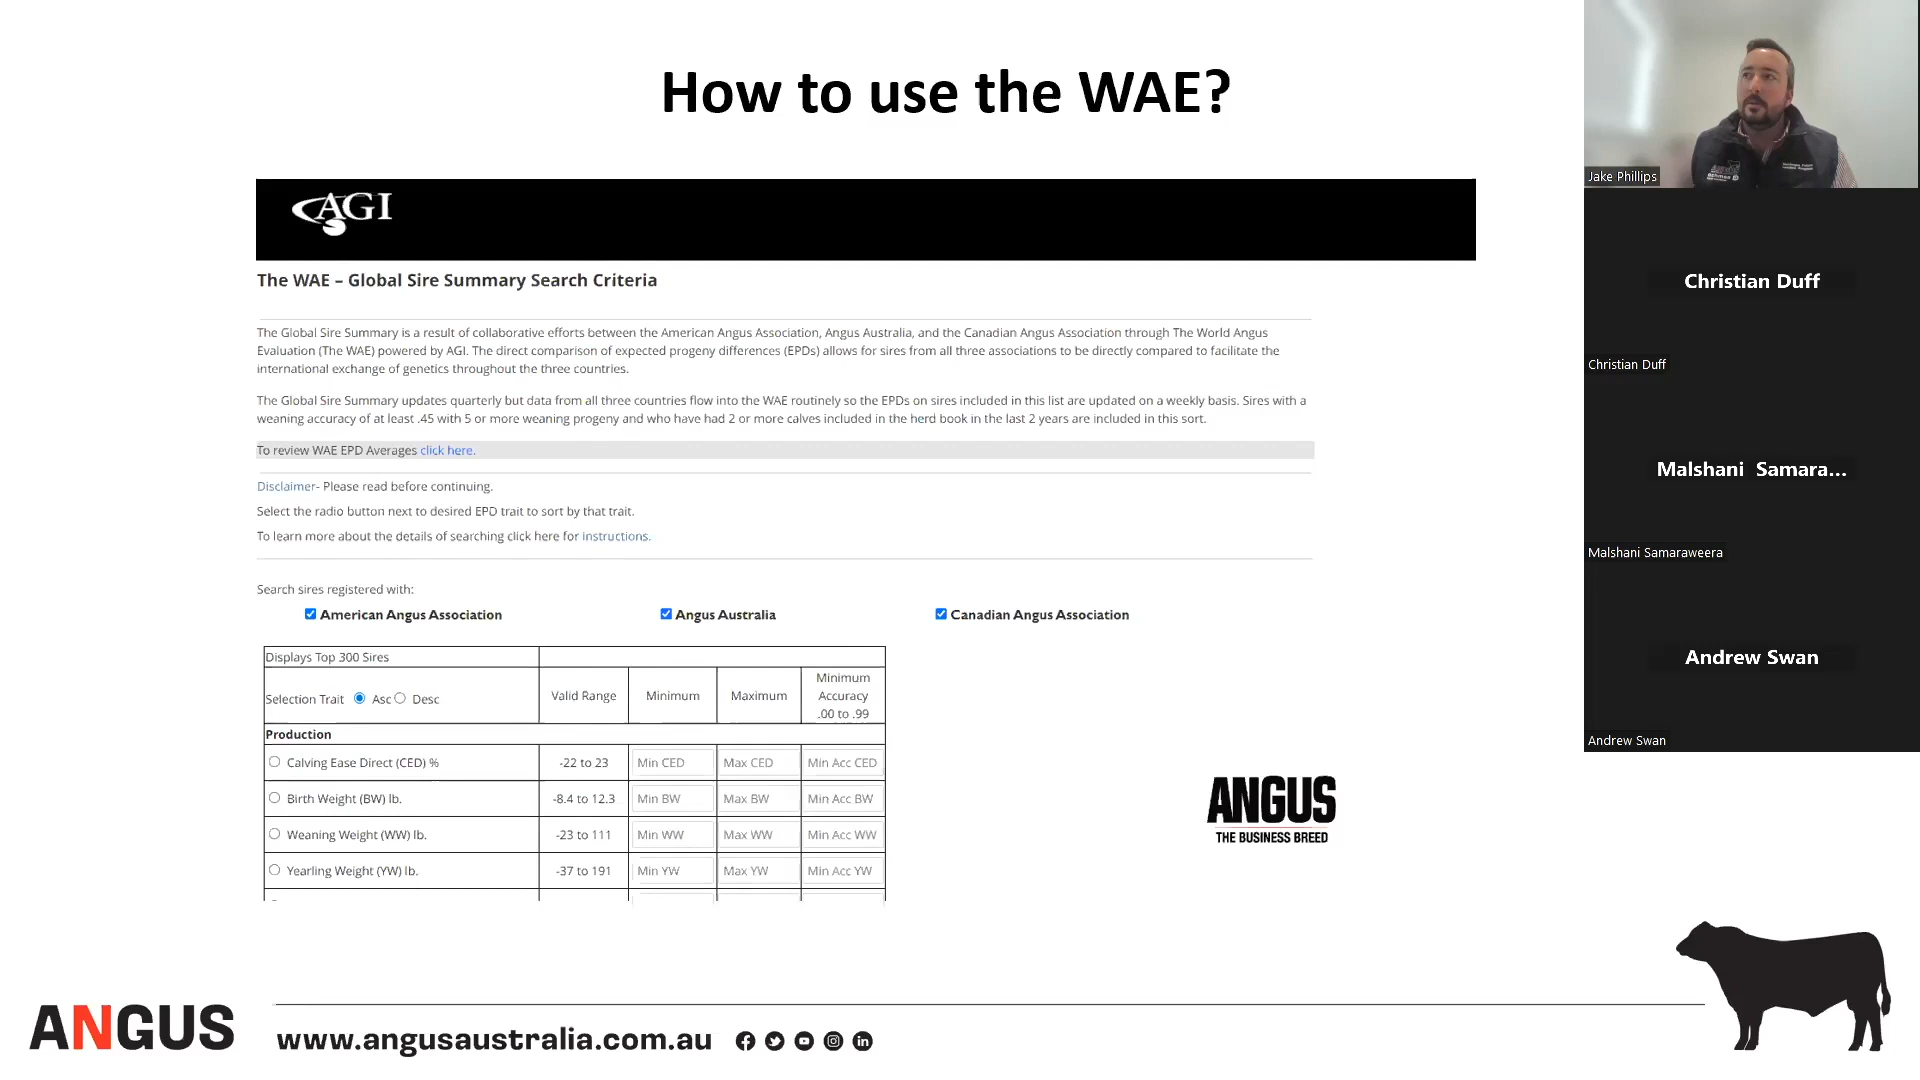 How to use the WAE?
AGI
The WAE – Global Sire Summary Search Criteria
The Global Sire Summary is a result of collaborative efforts between the American Angus Association, Angus Australia, and the Canadian Angus Association through The World Angus
Evaluation (The WAE) powered by AGI. The direct comparison of expected progeny differences (EPDs) allows for sires from all three associations to be directly compared to facilitate the
international exchange of genetics throughout the three countries.
The Global Sire Summary updates quarterly but data from all three countries flow into the WAE routinely so the EPDs on sires included in this list are updated on a weekly basis. Sires with a
weaning accuracy of at least .45 with 5 or more weaning progeny and who have had 2 or more calves included in the herd book in the last 2 years are included in this sort.
To review WAE EPD Averages click here.
Disclaimer- Please read before continuing.
Select the radio button next to desired EPD trait to sort by that trait.
To learn more about the details of searching click here for instructions.
Search sires registered with:
American Angus Association Angus Australia Canadian Angus Association
Displays Top 300 Sires
Selection Trait Asc Desc Valid Range Minimum Maximum Minimum
Accuracy
.00 to .99
Production
Calving Ease Direct (CED) % -22 to 23 Min CED Max CED Min Acc CED
Birth Weight (BW) lb. -8.4 to 12.3 Min BW Max BW Min Acc BW
Weaning Weight (WW) lb. -23 to 111 Min WW Max WW Min Acc WW
Yearling Weight (YW) lb. -37 to 191 Min YW Max YW Min Acc YW
ANGUS
THE BUSINESS BREED
ANGUS
www.angusaustralia.com.au
Jake Phillips
Christian Duff
Christian Duff
Malshani Samara...
Malshani Samaraweera
Andrew Swan
Andrew Swan